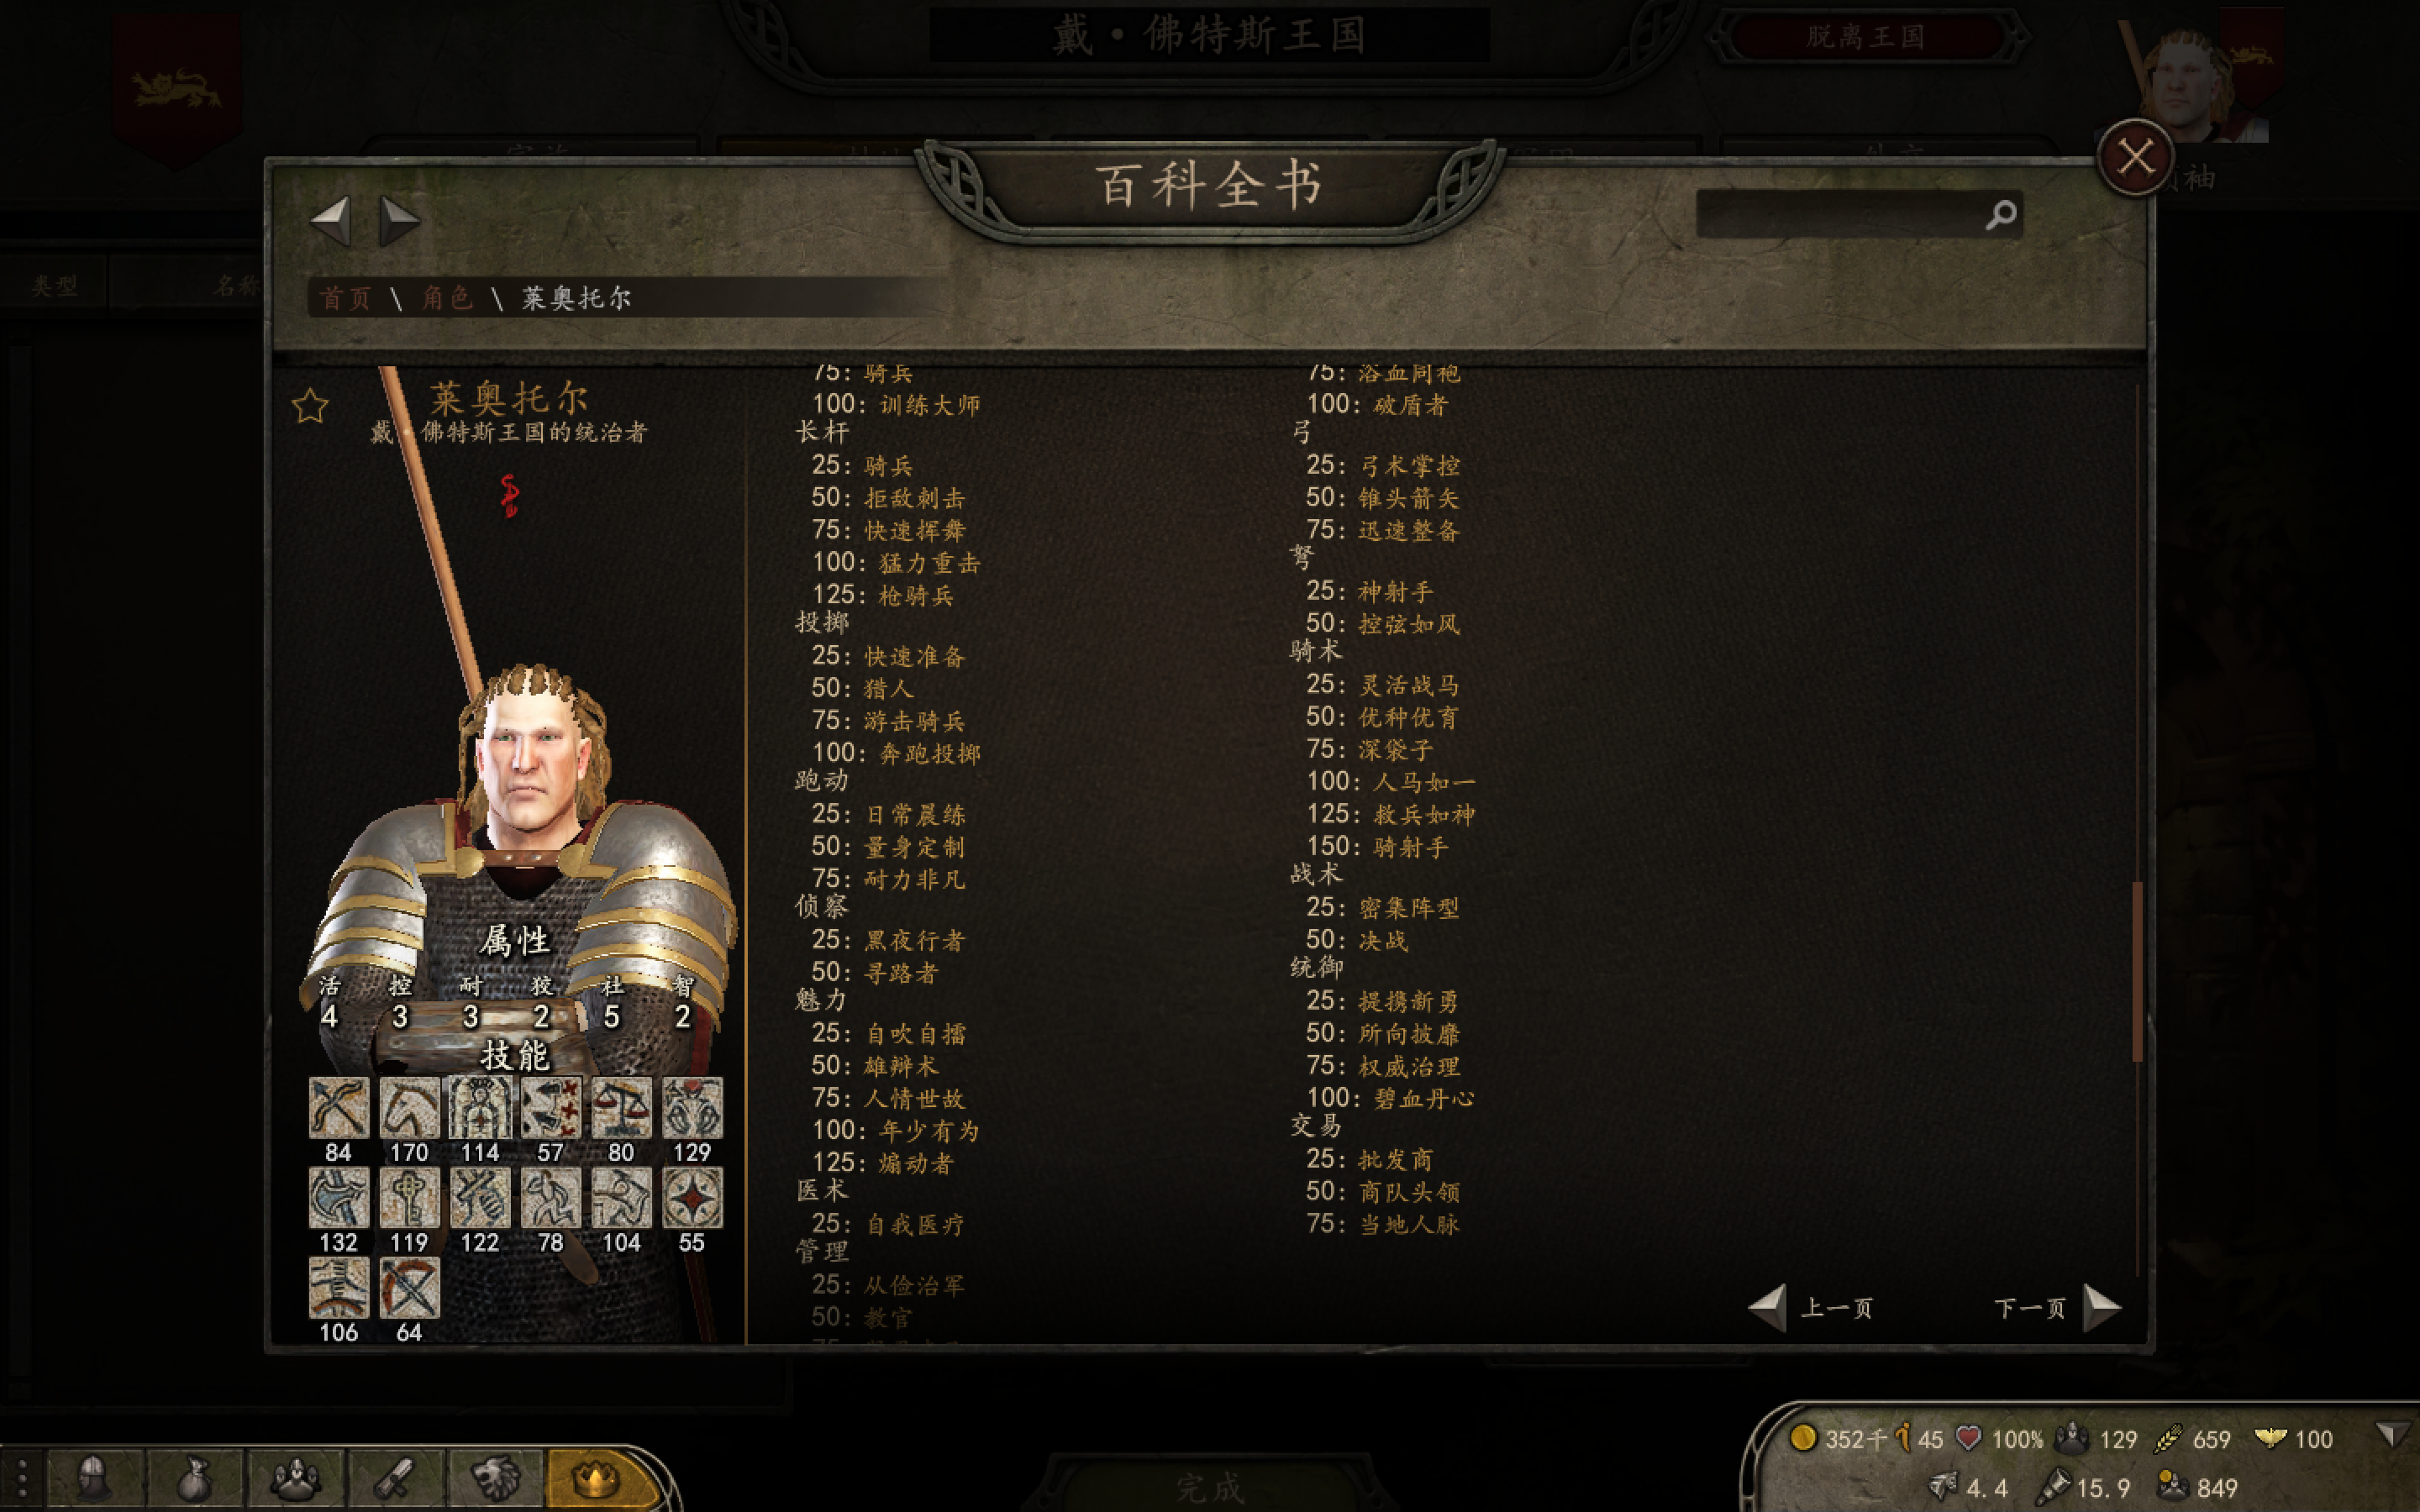 戴·佛特斯王国
脱离王国
百科全书
领袖
类型
名称
首页 \ 角色 \ 莱奥托尔
莱奥托尔
戴·佛特斯王国的统治者
属性
活 控 耐 狡 社 智
4 3 3 2 5 2
技能
84 170 114 57 80 129
132 119 122 78 104 55
106 64
75: 骑兵
100: 训练大师
长杆
25: 骑兵
50: 拒敌刺击
75: 快速挥舞
100: 猛力重击
125: 枪骑兵
投掷
25: 快速准备
50: 猎人
75: 游击骑兵
100: 奔跑投掷
跑动
25: 日常晨练
50: 量身定制
75: 耐力非凡
侦察
25: 黑夜行者
50: 寻路者
魅力
25: 自吹自擂
50: 雄辩术
75: 人情世故
100: 年少有为
125: 煽动者
医术
25: 自我医疗
管理
25: 从俭治军
50: 教官
75: 浴血同袍
100: 破盾者
弓
25: 弓术掌控
50: 锥头箭矢
75: 迅速整备
弩
25: 神射手
50: 控弦如风
骑术
25: 灵活战马
50: 优种优育
75: 深袋子
100: 人马如一
125: 救兵如神
150: 骑射手
战术
25: 密集阵型
50: 决战
统御
25: 提携新勇
50: 所向披靡
75: 权威治理
100: 碧血丹心
交易
25: 批发商
50: 商队头领
75: 当地人脉
上一页
下一页
完成
352千 45 100% 129 659 100
4.4 15.9 849